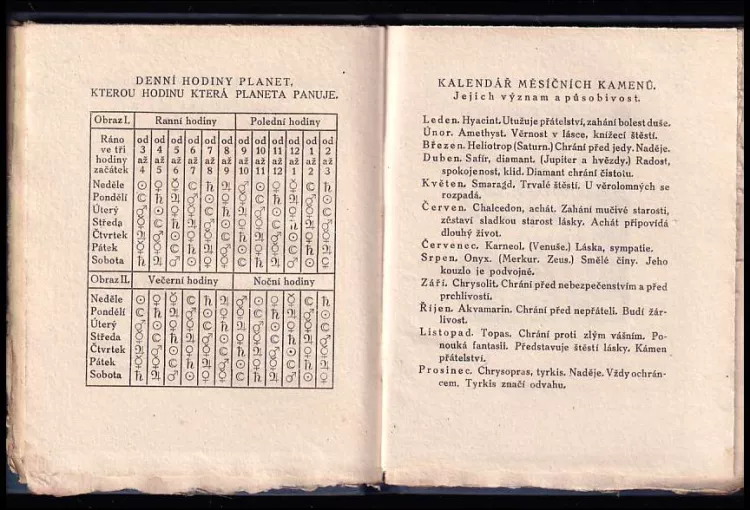 DENNÍ HODINY PLANET,
KTEROU HODINU KTERÁ PLANETA PANUJE.
Obraz I. Ranní hodiny Polední hodiny
Ráno od od od od od od od od od od od od
ve tři 3 4 5 6 7 8 9 10 11 12 1 2
hodiny až až až až až až až až až až až až
začátek 4 5 6 7 8 9 10 11 12 1 2 3
Neděle ☉ ♀ ☿ ☾ ♄ ♃ ♂ ☉ ♀ ☿ ☾ ♄
Pondělí
Úterý
Středa
Čtvrtek
Pátek
Sobota
Obraz II. Večerní hodiny Noční hodiny
Neděle ☉ ♀ ☿ ☾ ♄ ♃ ♂ ☉ ♀ ☿ ☾ ♄
Pondělí
Úterý
Středa
Čtvrtek
Pátek
Sobota
KALENDÁŘ MĚSÍČNÍCH KAMENŮ.
Jejich význam a působivost.
Leden. Hyacint. Utužuje přátelství, zahání bolest duše.
Únor. Amethyst. Věrnost v lásce, knížecí štěstí.
Březen. Heliotrop (Saturn.) Chrání před jedy. Naděje.
Duben. Safír, diamant. (Jupiter a hvězdy.) Radost,
spokojenost, klid. Diamant chrání čistotu.
Květen. Smaragd. Trvalé štěstí. U věrolomných se
rozpadá.
Červen. Chalcedon, achát. Zahání mučivé starosti,
zůstaví sladkou starost lásky. Achát připovídá
dlouhý život.
Červenec. Karneol. (Venuše.) Láska, sympatie.
Srpen. Onyx. (Merkur. Zeus.) Smělé činy. Jeho
kouzlo je podvojné.
Září. Chrysolit. Chrání před nebezpečenstvím a před
prchlivostí.
Říjen. Akvamarin. Chrání před nepřáteli. Budí žár-
livost.
Listopad. Topas. Chrání proti zlým vášním. Po-
nouká fantasii. Představuje štěstí lásky. Kámen
přátelství.
Prosinec. Chrysopras, tyrkis. Naděje. Vždy ochrán-
cem. Tyrkis značí odvahu.